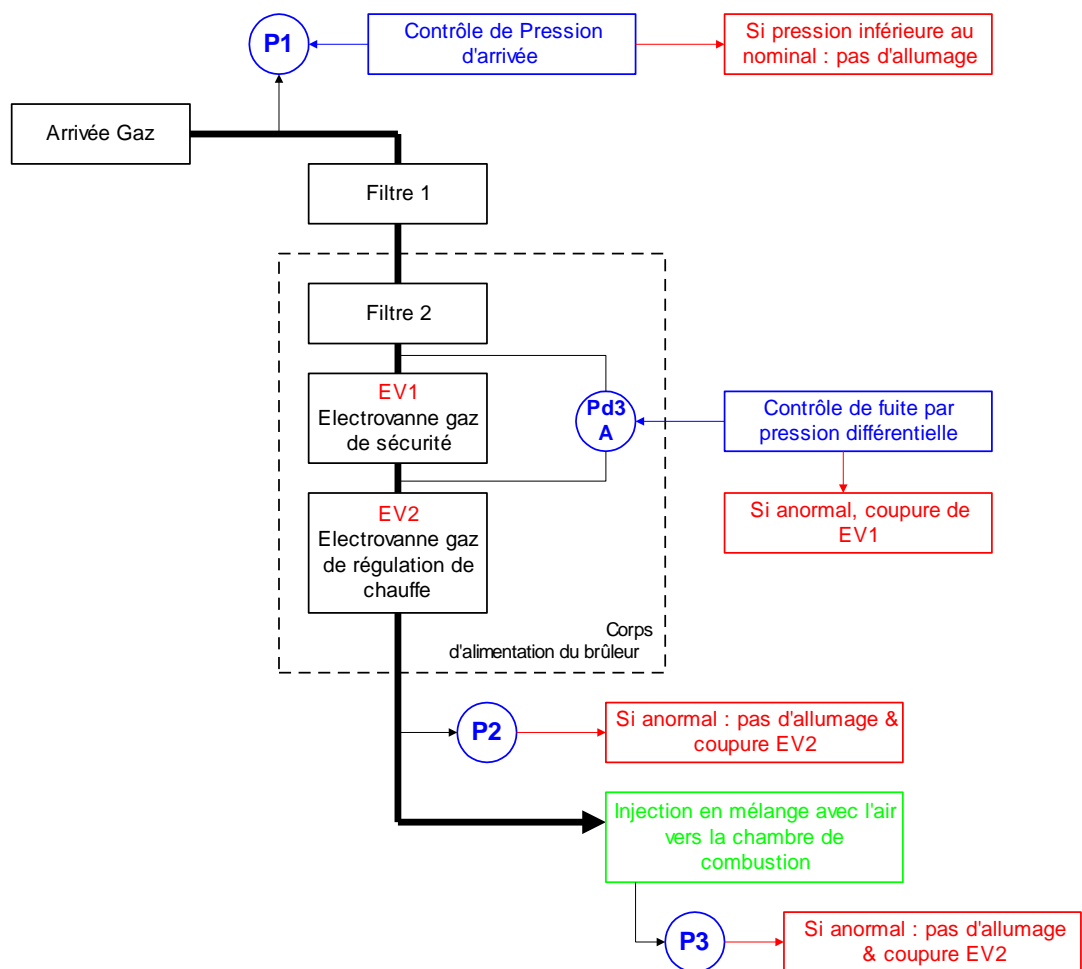 P1
Contrôle de Pression
d'arrivée
Si pression inférieure au
nominal : pas d'allumage
Arrivée Gaz
Filtre 1
Filtre 2
EV1
Electrovanne gaz
de sécurité
Pd3
A
Contrôle de fuite par
pression différentielle
Si anormal, coupure de
EV1
EV2
Electrovanne gaz
de régulation de
chauffe
Corps
d'alimentation du brûleur
P2
Si anormal : pas d'allumage &
coupure EV2
Injection en mélange avec l'air
vers la chambre de
combustion
P3
Si anormal : pas d'allumage
& coupure EV2